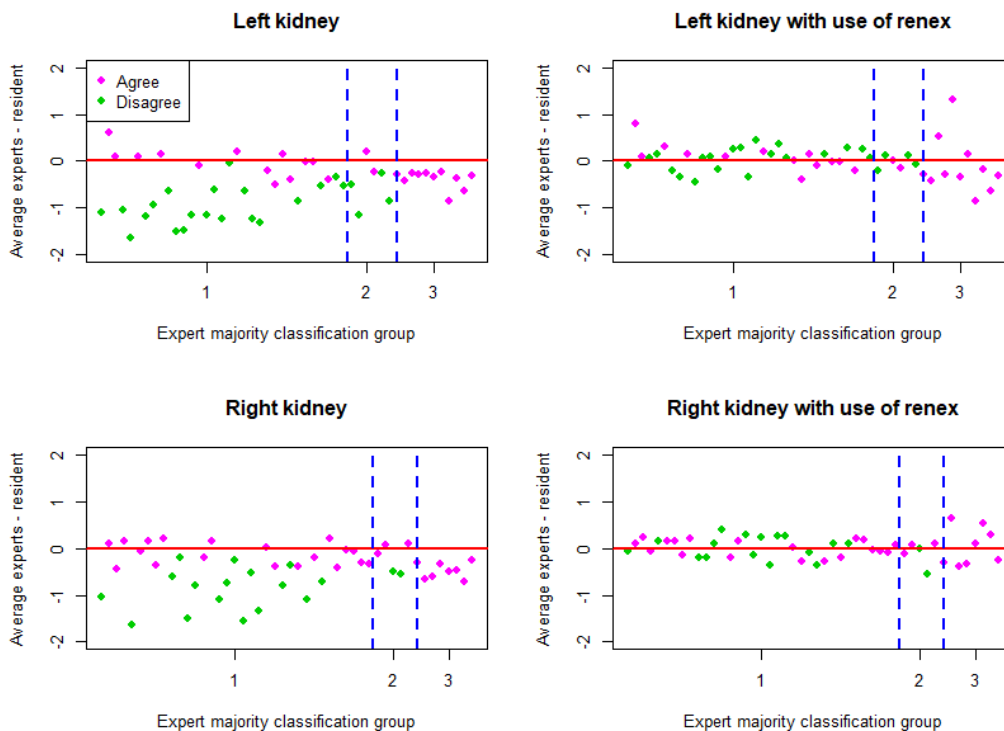 Left kidney
Average experts - resident
2
1
0
-1
-2
Agree
Disagree
1
2
3
Expert majority classification group
Left kidney with use of renex
Average experts - resident
2
1
0
-1
-2
1
2
3
Expert majority classification group
Right kidney
Average experts - resident
2
1
0
-1
-2
1
2
3
Expert majority classification group
Right kidney with use of renex
Average experts - resident
2
1
0
-1
-2
1
2
3
Expert majority classification group